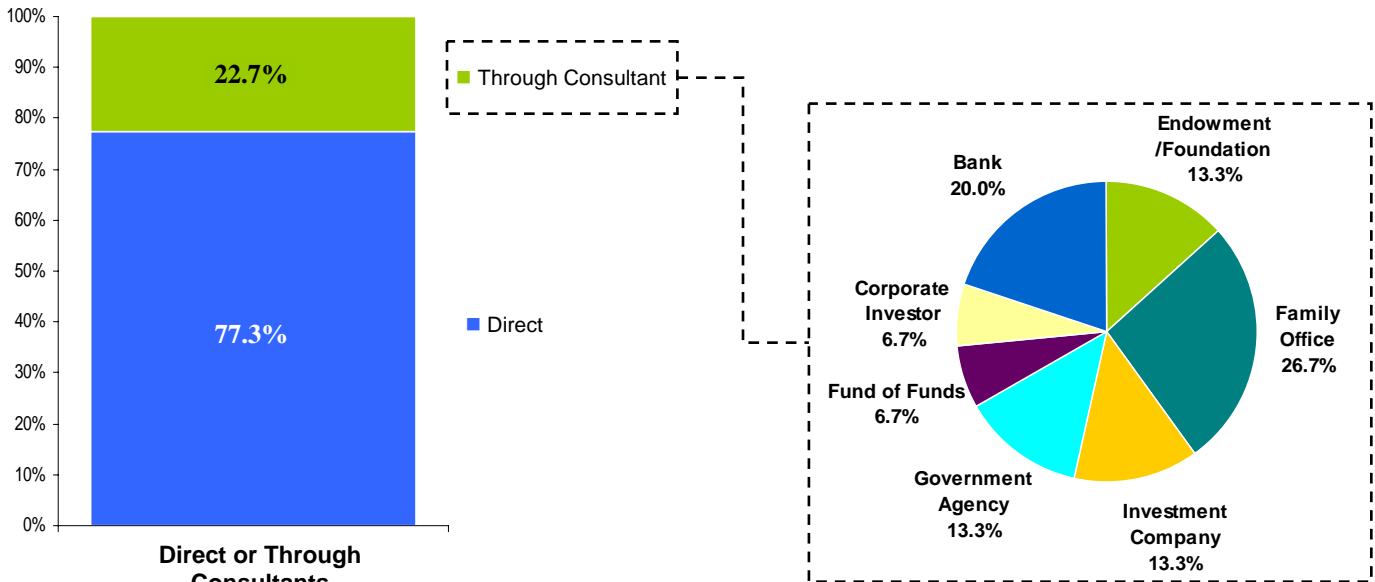 100%
90%
80%
70%
60%
50%
40%
30%
20%
10%
0%
22.7%
77.3%
Direct or Through
Consultants
Through Consultant
Direct
Endowment
/Foundation
13.3%
Bank
20.0%
Corporate
Investor
6.7%
Family
Office
26.7%
Fund of Funds
6.7%
Government
Agency
13.3%
Investment
Company
13.3%